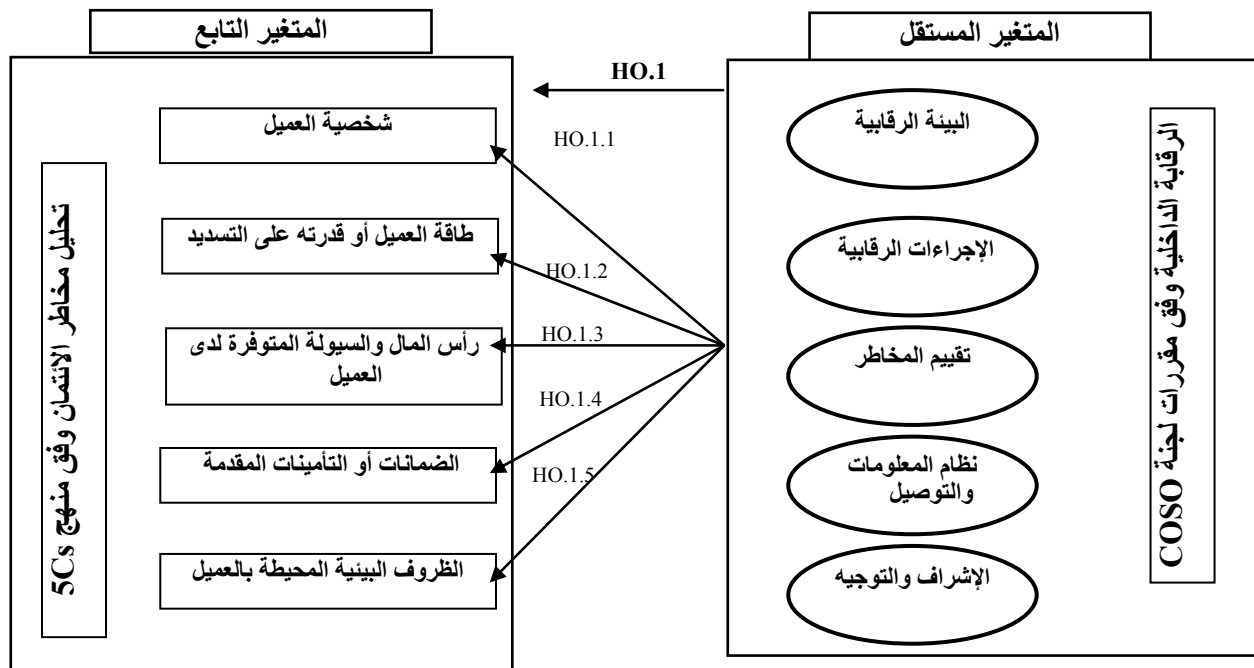 المتغير المستقل
المتغير التابع
الرقابة الداخلية وفق مقررات لجنة COSO
البيئة الرقابية
الإجراءات الرقابية
تقييم المخاطر
نظام المعلومات
والتوصيل
الإشراف والتوجيه
HO.1
HO.1.1
HO.1.2
HO.1.3
HO.1.4
HO.1.5
شخصية العميل
طاقة العميل أو قدرته على التسديد
رأس المال والسيولة المتوفرة لدى
العميل
الضمانات أو التأمينات المقدمة
الظروف البيئية المحيطة بالعميل
تحليل مخاطر الائتمان وفق منهج 5Cs